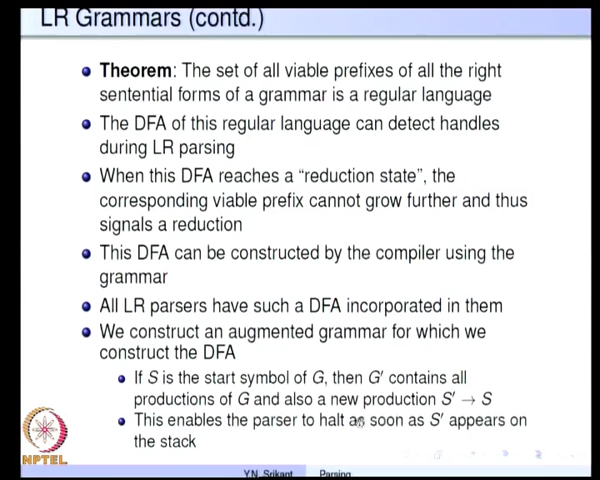 LR Grammars (contd.)
Theorem: The set of all viable prefixes of all the right
sentential forms of a grammar is a regular language
The DFA of this regular language can detect handles
during LR parsing
When this DFA reaches a “reduction state”, the
corresponding viable prefix cannot grow further and thus
signals a reduction
This DFA can be constructed by the compiler using the
grammar
All LR parsers have such a DFA incorporated in them
We construct an augmented grammar for which we
construct the DFA
If S is the start symbol of G, then G′ contains all
productions of G and also a new production S′ → S
This enables the parser to halt as soon as S′ appears on
the stack
NPTEL
Y.N. Srikant Parsing